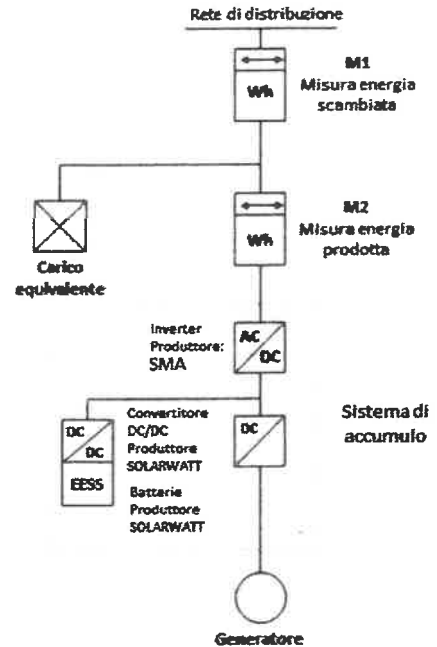 Rete di distribuzione
M1
Misura energia
scambiata
Wh
M2
Misura energia
prodotta
Wh
Carico
equivalente
Inverter
Produttore:
SMA
AC
DC
Sistema di
accumulo
Convertitore
DC/DC
Produttore
SOLARWATT
DC
DC
DC
EESS
Batterie
Produttore
SOLARWATT
Generatore